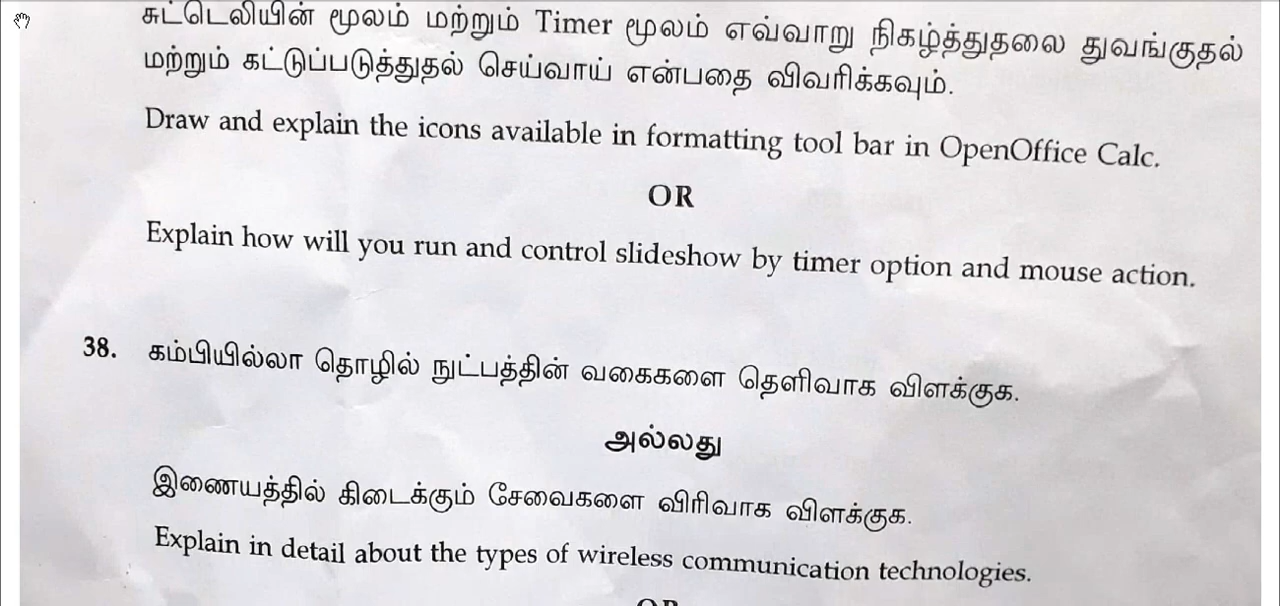 சுட்டெலியின் மூலம் மற்றும் Timer மூலம் எவ்வாறு நிகழ்த்துதலை துவங்குதல்
மற்றும் கட்டுப்படுத்துதல் செய்வாய் என்பதை விவரிக்கவும்.
Draw and explain the icons available in formatting tool bar in OpenOffice Calc.
OR
Explain how will you run and control slideshow by timer option and mouse action.
38. கம்பியில்லா தொழில் நுட்பத்தின் வகைகளை தெளிவாக விளக்குக.
அல்லது
இணையத்தில் கிடைக்கும் சேவைகளை விரிவாக விளக்குக.
Explain in detail about the types of wireless communication technologies.
OR